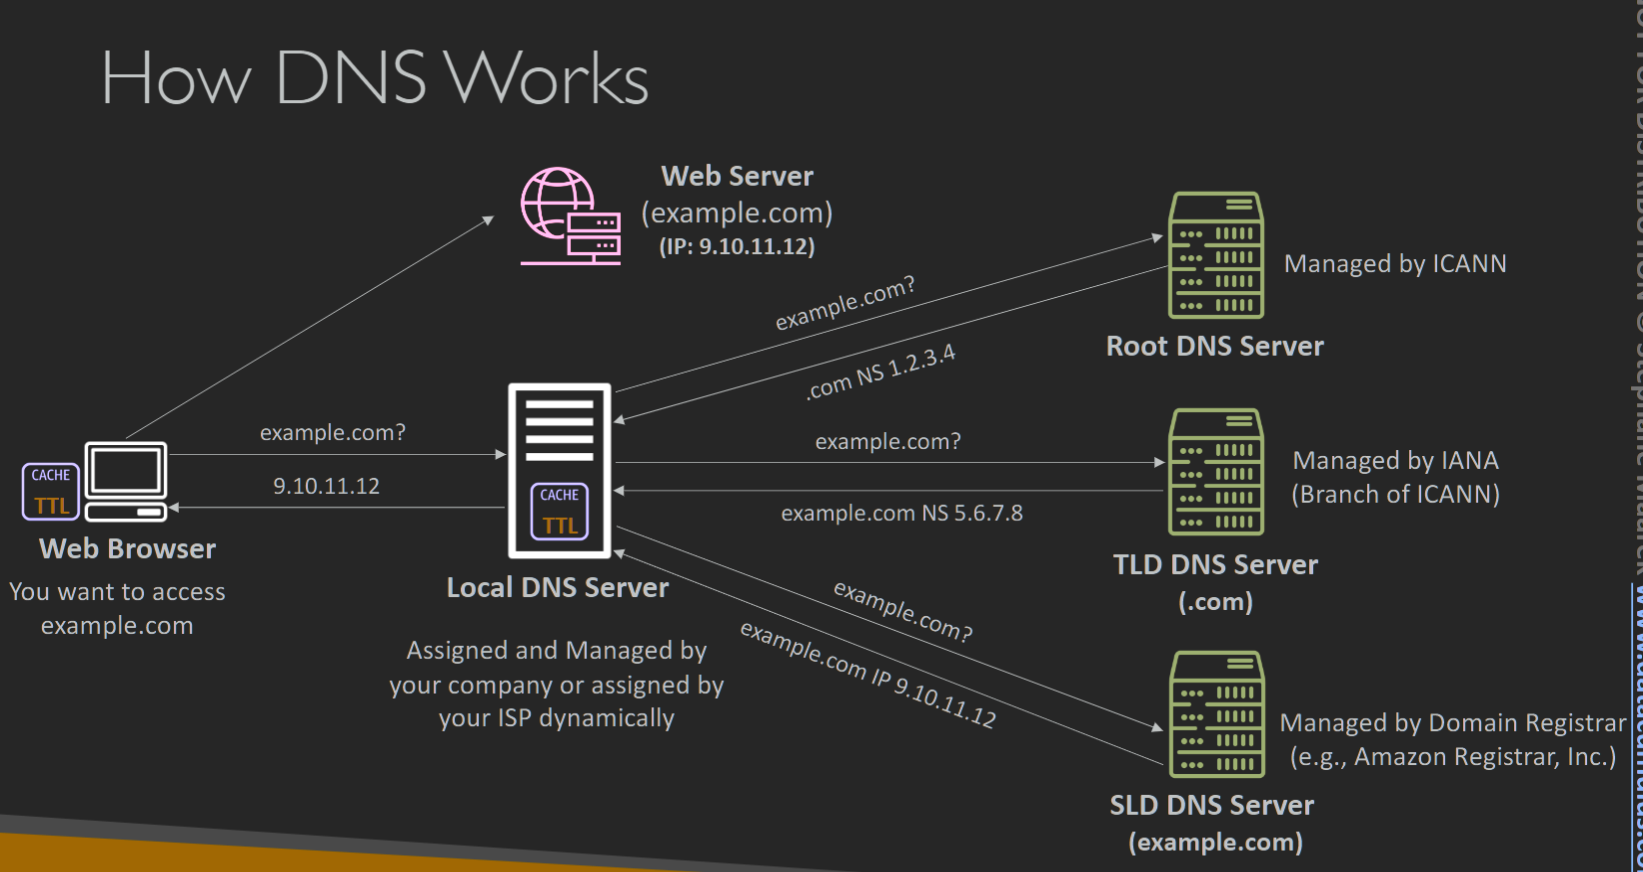 How DNS Works
Web Server
(example.com)
(IP: 9.10.11.12)
example.com?
.com NS 1.2.3.4
Managed by ICANN
Root DNS Server
CACHE
TTL
Web Browser
You want to access
example.com
example.com?
9.10.11.12
CACHE
TTL
Local DNS Server
Assigned and Managed by
your company or assigned by
your ISP dynamically
example.com?
example.com NS 5.6.7.8
Managed by IANA
(Branch of ICANN)
TLD DNS Server
(.com)
example.com?
example.com IP 9.10.11.12
Managed by Domain Registrar
(e.g., Amazon Registrar, Inc.)
SLD DNS Server
(example.com)